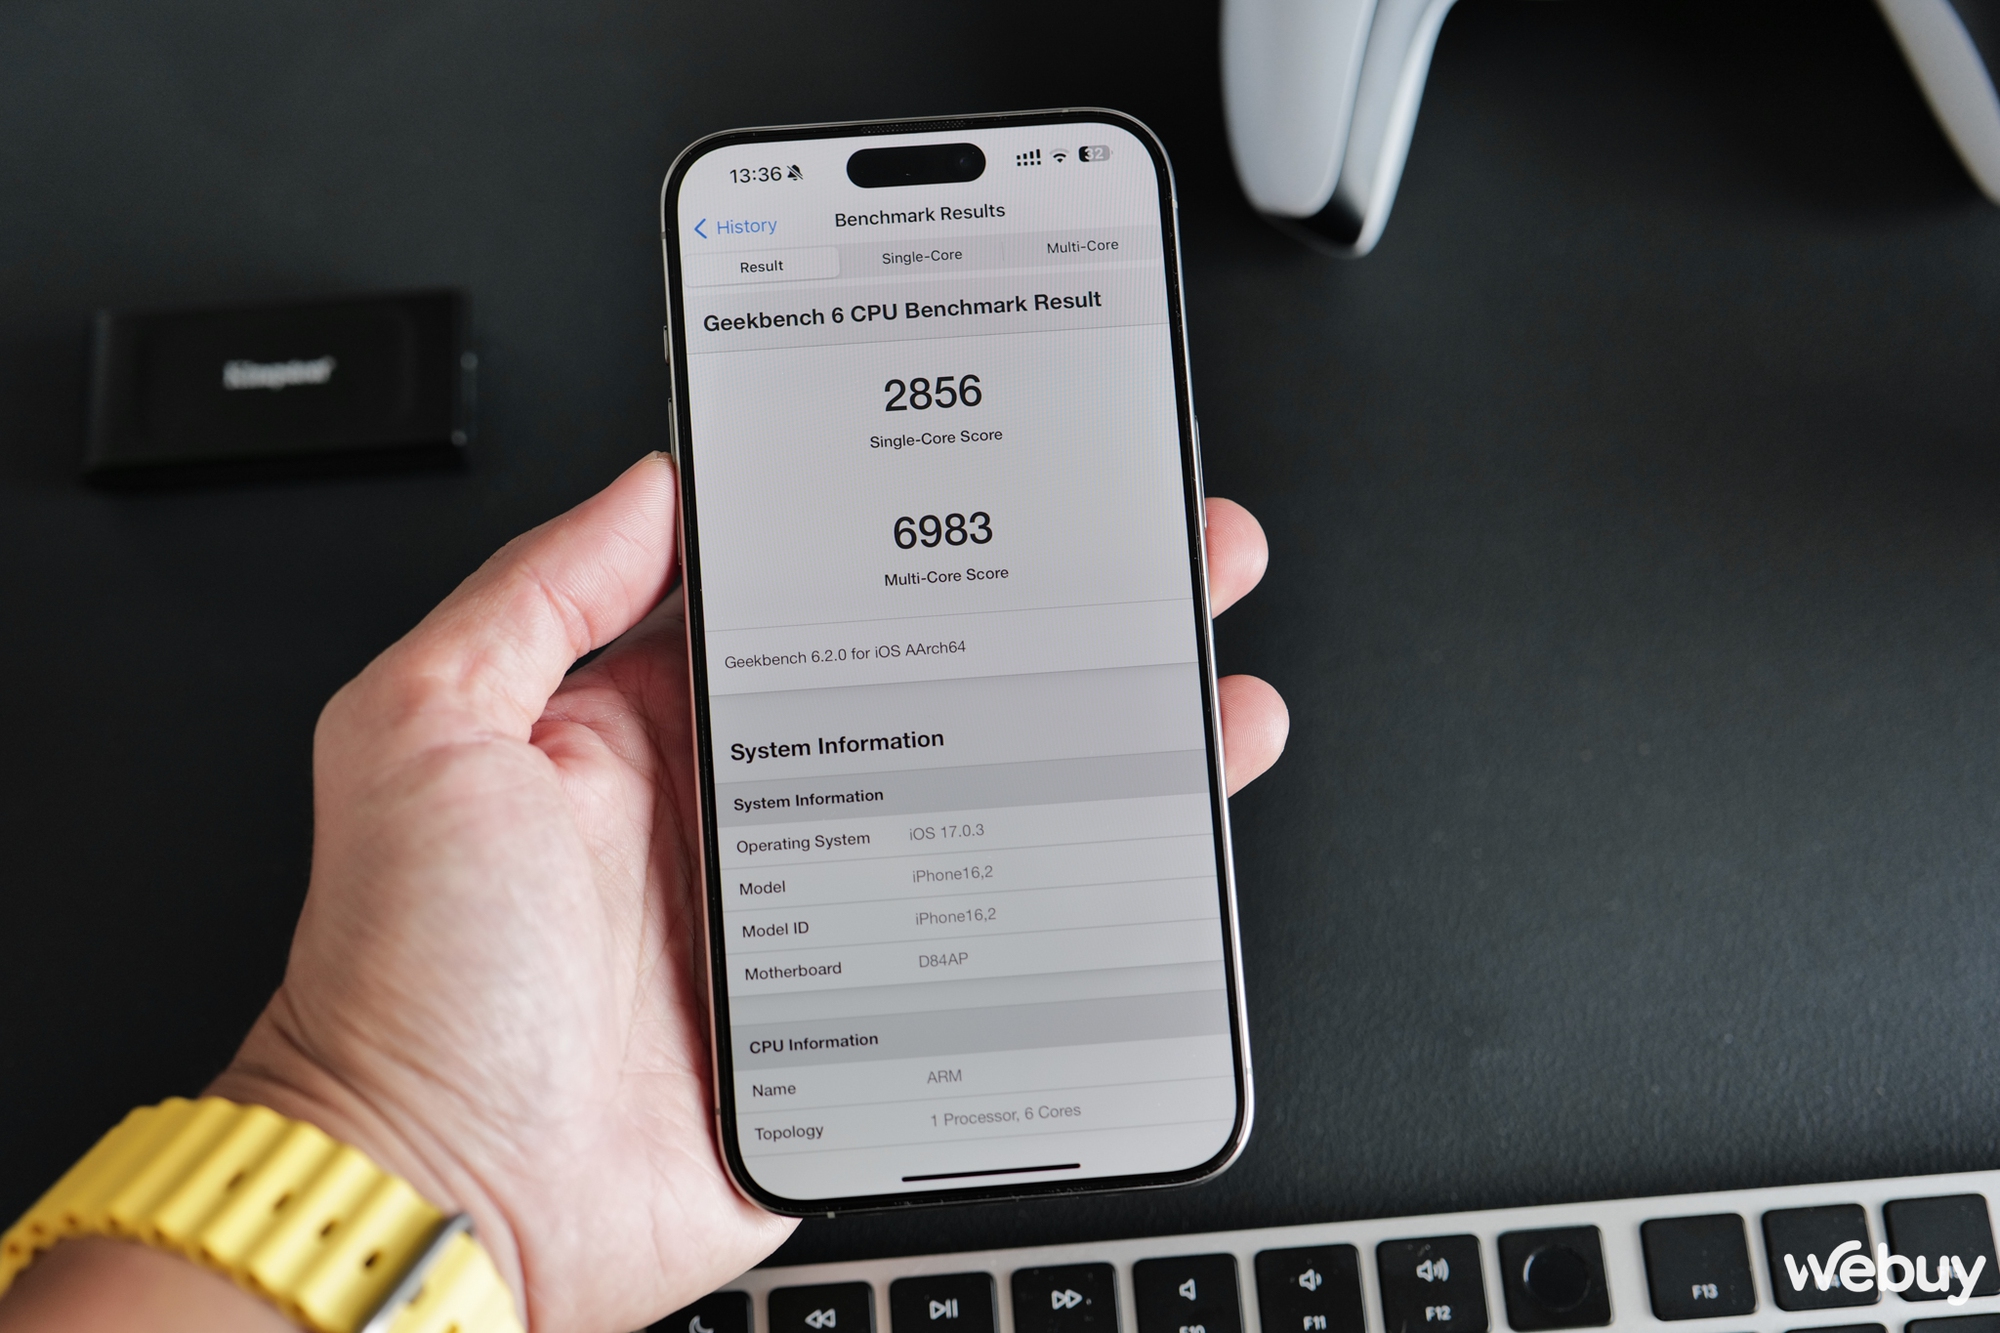 13:36
32
History
Benchmark Results
Result
Single-Core
Multi-Core
Geekbench 6 CPU Benchmark Result
2856
Single-Core Score
6983
Multi-Core Score
Geekbench 6.2.0 for iOS AArch64
System Information
System Information
Operating System iOS 17.0.3
Model iPhone16,2
Model ID iPhone16,2
Motherboard D84AP
CPU Information
Name ARM
Topology 1 Processor, 6 Cores
Kingston
F10
F11
F12
F13
webuy